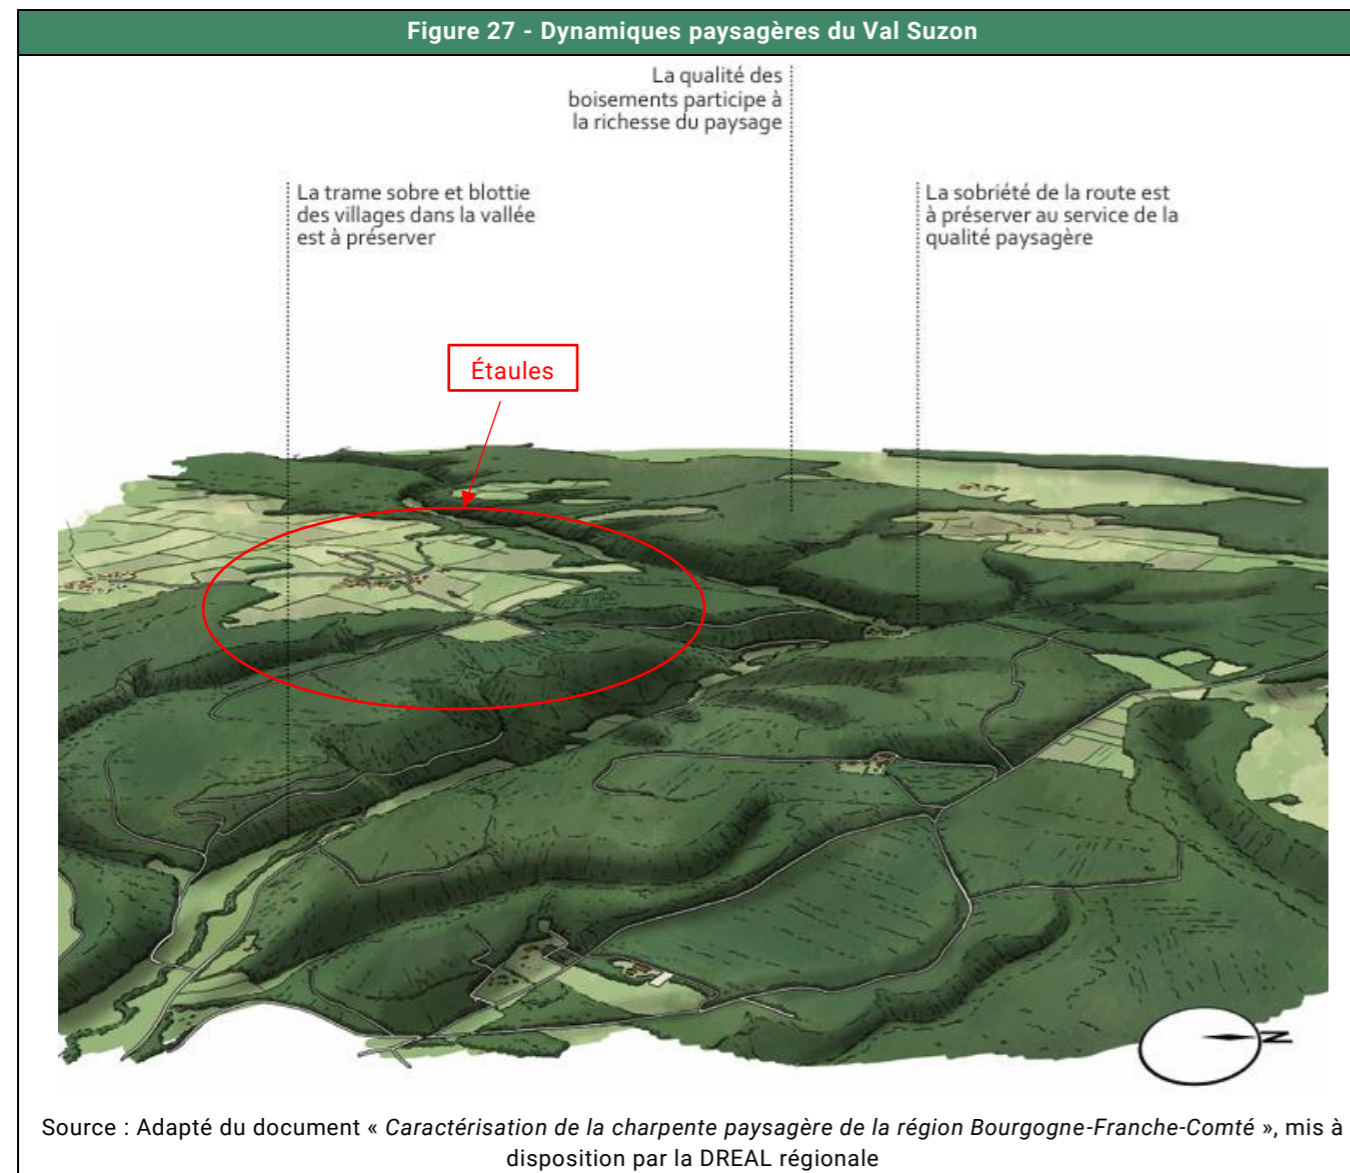 Figure 27 - Dynamiques paysagères du Val Suzon
La qualité des
boisements participe à
la richesse du paysage
La trame sobre et blottie
des villages dans la vallée
est à préserver
La sobriété de la route est
à préserver au service de la
qualité paysagère
Étaules
N
Source : Adapté du document « Caractérisation de la charpente paysagère de la région Bourgogne-Franche-Comté », mis à
disposition par la DREAL régionale